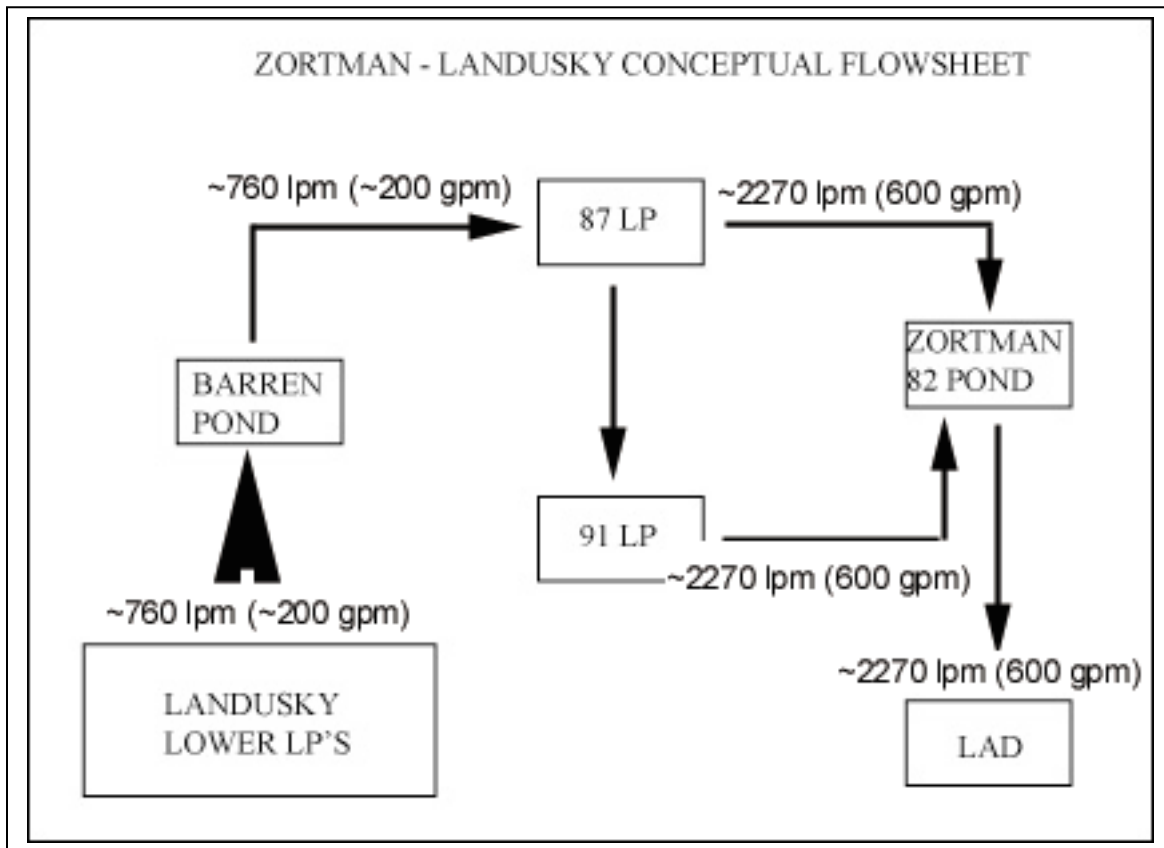 ZORTMAN - LANDUSKY CONCEPTUAL FLOWSHEET
~760 lpm (~200 gpm)
87 LP
~2270 lpm (600 gpm)
BARREN
POND
ZORTMAN
82 POND
91 LP
~2270 lpm (600 gpm)
~760 lpm (~200 gpm)
LANDUSKY
LOWER LP'S
~2270 lpm (600 gpm)
LAD